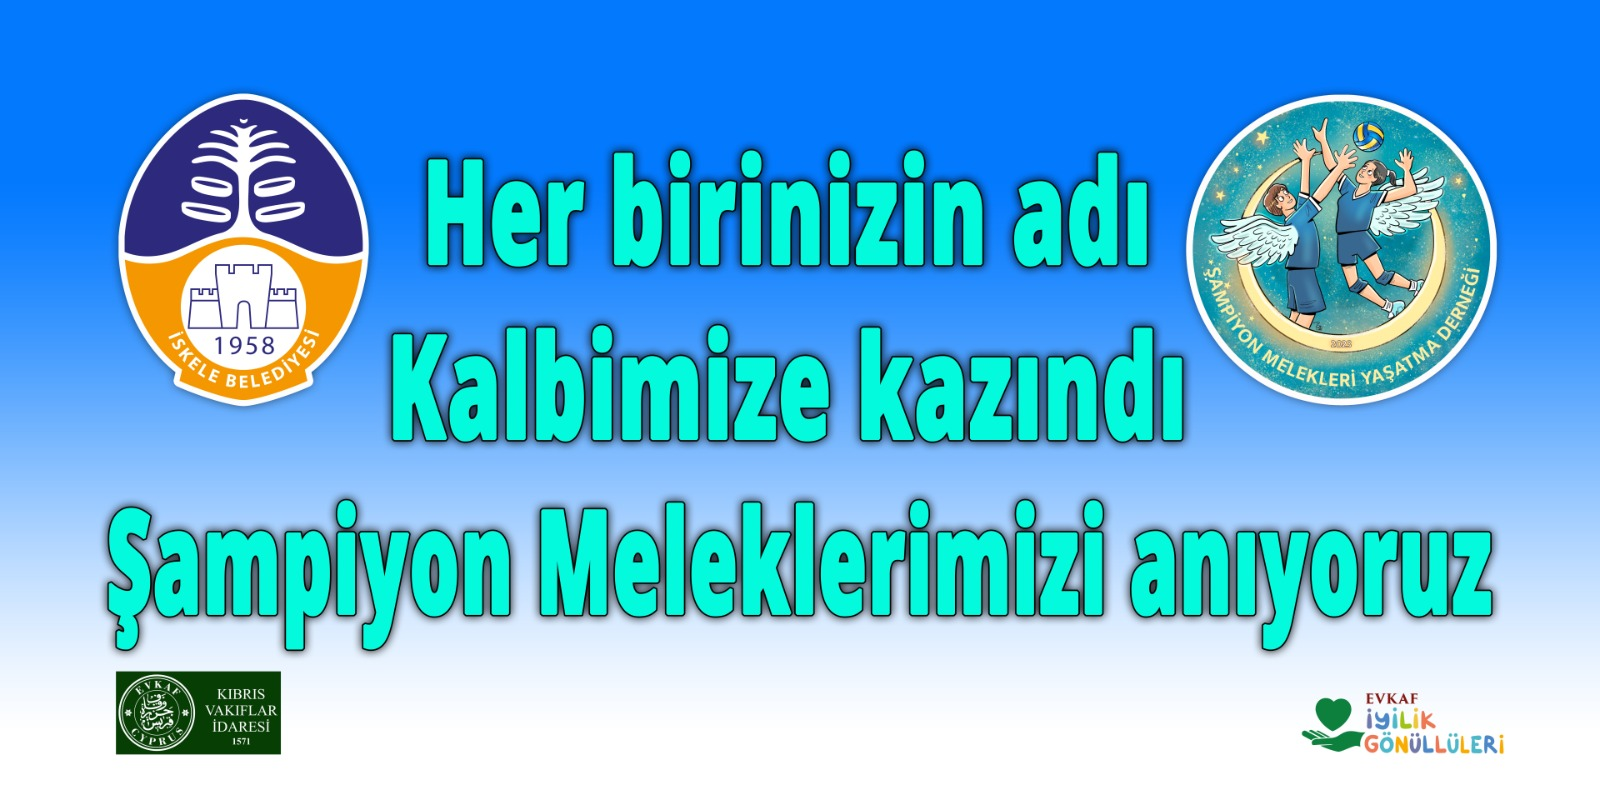 Her birinizin adı
Kalbimize kazındı
Şampiyon Meleklerimizi anıyoruz
1958
İSKELE BELEDİYESİ
2023
ŞAMPİYON MELEKLERİ YAŞATMA DERNEĞİ
EVKAF
CYPRUS
KIBRIS
VAKIFLAR
İDARESİ
1571
EVKAF
İYİLİK
GÖNÜLLÜLERİ